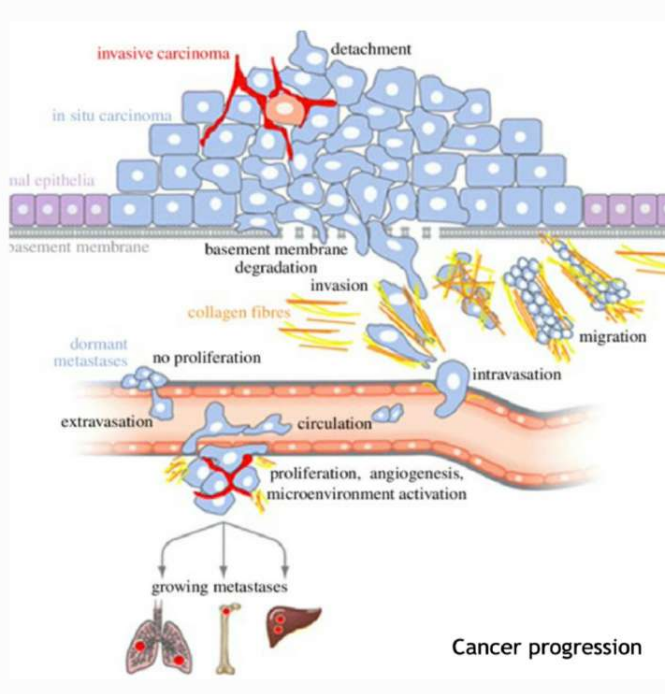 invasive carcinoma
detachment
in situ carcinoma
nal epithelia
basement membrane
basement membrane
degradation
invasion
collagen fibres
migration
dormant
metastases
no proliferation
intravasation
extravasation
circulation
proliferation, angiogenesis,
microenvironment activation
growing metastases
Cancer progression